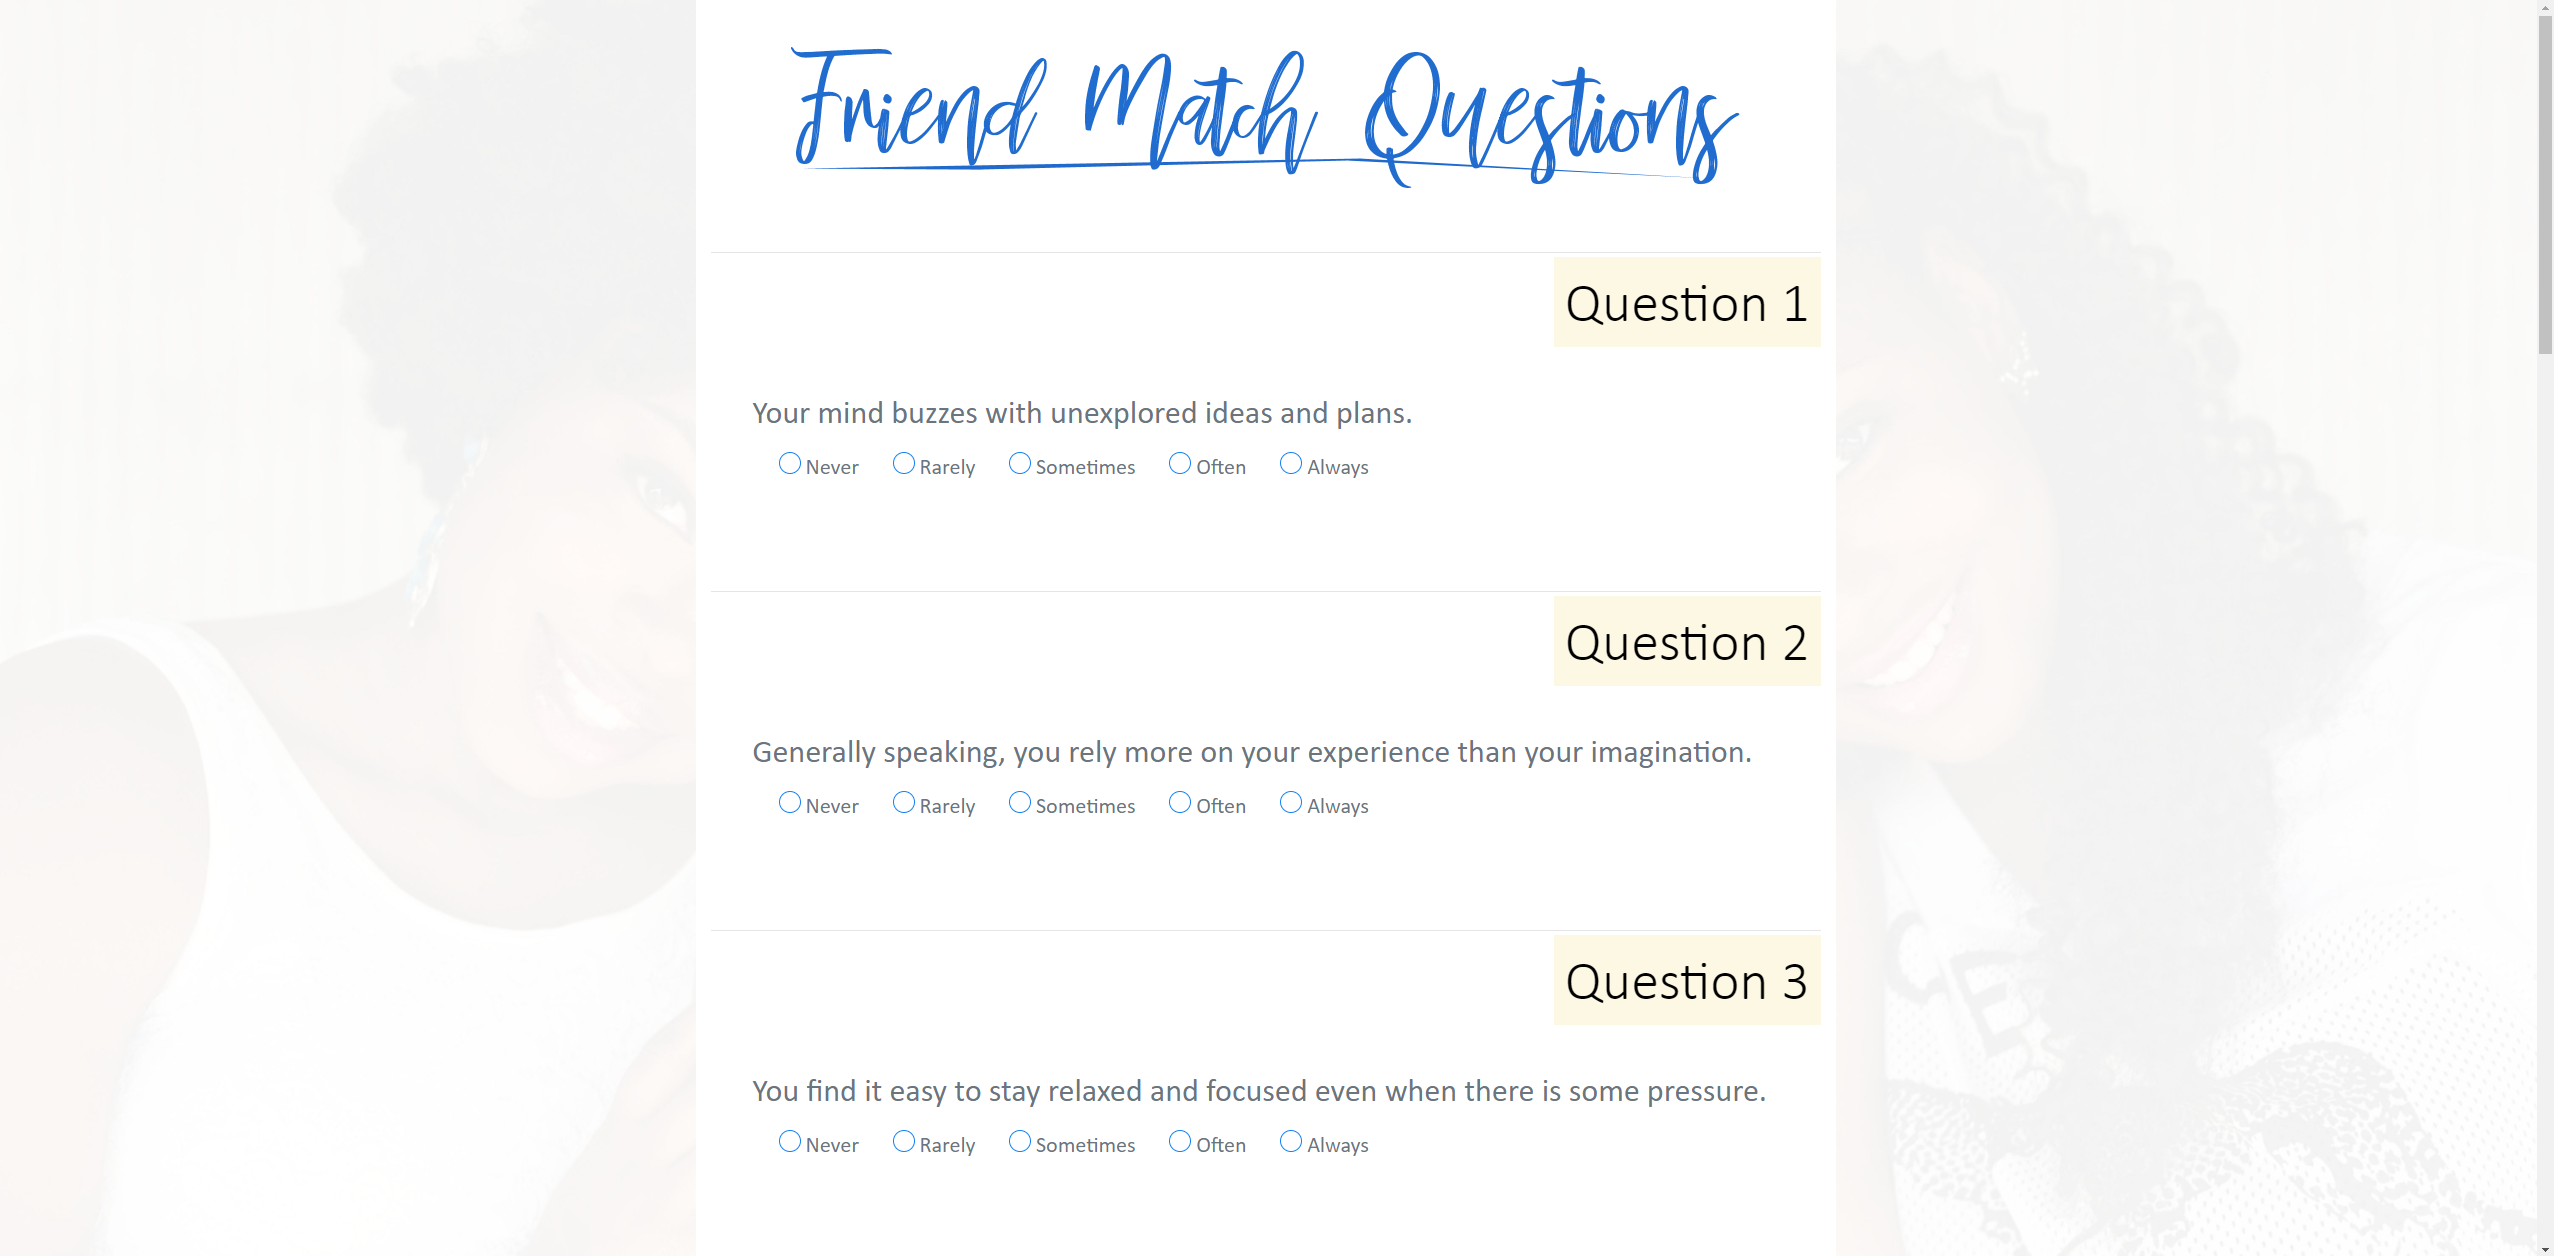 Friend Match Questions
Question 1
Your mind buzzes with unexplored ideas and plans.
Never Rarely Sometimes Often Always
Question 2
Generally speaking, you rely more on your experience than your imagination.
Never Rarely Sometimes Often Always
Question 3
You find it easy to stay relaxed and focused even when there is some pressure.
Never Rarely Sometimes Often Always